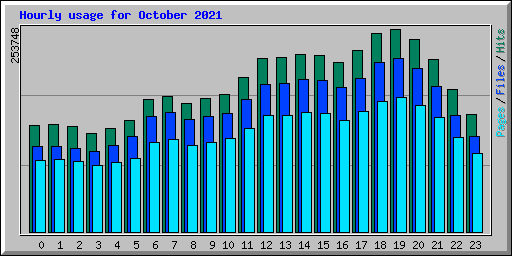 Hourly usage for October 2021
253748
Pages / Files / Hits
0 1 2 3 4 5 6 7 8 9 10 11 12 13 14 15 16 17 18 19 20 21 22 23